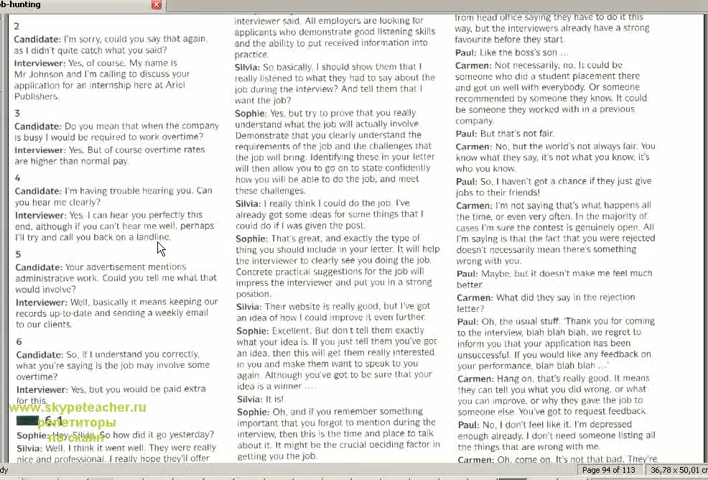 ob-hunting
2
Candidate: I'm sorry, could you say that again,
as I didn't quite catch what you said?
Interviewer: Yes, of course. My name is
Mr Johnson and I'm calling to discuss your
application for an internship here at Ariel
Publishers.
3
Candidate: Do you mean that when the company
is busy I would be required to work overtime?
Interviewer: Yes. But of course overtime rates
are higher than normal pay.
4
Candidate: I'm having trouble hearing you. Can
you hear me clearly?
Interviewer: Yes, I can hear you perfectly this
end, although if you can't hear me well, perhaps
I'll try and call you back on a landline.
5
Candidate: Your advertisement mentions
administrative work. Could you tell me what that
would involve?
Interviewer: Well, basically it means keeping our
records up-to-date and sending a weekly email
to our clients.
6
Candidate: So, if I understand you correctly,
what you're saying is the job may involve some
overtime?
Interviewer: Yes, but you would be paid extra
for this.
www.skypeteacher.ru
репетиторы
по скайп
6.1
Sophie: Hey, Silvia. So how did it go yesterday?
Silvia: Well, I think it went well. They were really
nice and professional. I really hope they'll offer
interviewer said. All employers are looking for
applicants who demonstrate good listening skills
and the ability to put received information into
practice.
Silvia: So basically, I should show them that I
really listened to what they had to say about the
job during the interview? And tell them that I
want the job?
Sophie: Yes, but try to prove that you really
understand what the job will actually involve.
Demonstrate that you clearly understand the
requirements of the job and the challenges that
the job will bring. Identifying these in your letter
will then allow you to go on to state confidently
how you will be able to do the job, and meet
these challenges.
Silvia: I really think I could do the job. I've
already got some ideas for some things that I
could do if I was given the post.
Sophie: That's great, and exactly the type of
thing you should include in your letter. It will help
the interviewer to clearly see you doing the job.
Concrete practical suggestions for the job will
impress the interviewer and put you in a strong
position.
Silvia: Their website is really good, but I've got
an idea of how I could improve it even further.
Sophie: Excellent. But don't tell them exactly
what your idea is. If you just tell them you've got
an idea, then this will get them really interested
in you and make them want to speak to you
again. Although you've got to be sure that your
idea is a winner ....
Silvia: It is!
Sophie: Oh, and if you remember something
important that you forgot to mention during the
interview, then this is the time and place to talk
about it. It might be the crucial deciding factor in
getting you the job.
from head office saying they have to do it this
way, but the interviewers already have a strong
favourite before they start.
Paul: Like the boss's son ...
Carmen: Not necessarily, no. It could be
someone who did a student placement there
and got on well with everybody. Or someone
recommended by someone they know. It could
be someone they worked with in a previous
company.
Paul: But that's not fair.
Carmen: No, but the world's not always fair. You
know what they say, it's not what you know, it's
who you know.
Paul: So, I haven't got a chance if they just give
jobs to their friends!
Carmen: I'm not saying that's what happens all
the time, or even very often. In the majority of
cases I'm sure the contest is genuinely open. All
I'm saying is that the fact that you were rejected
doesn't necessarily mean there's something
wrong with you.
Paul: Maybe, but it doesn't make me feel much
better.
Carmen: What did they say in the rejection
letter?
Paul: Oh, the usual stuff. 'Thank you for coming
to the interview, blah blah blah, we regret to
inform you that your application has been
unsuccessful. If you would like any feedback on
your performance, blah blah blah ...'
Carmen: Hang on, that's really good. It means
they can tell you what you did wrong, or what
you can improve, or why they gave the job to
someone else. You've got to request feedback.
Paul: No, I don't feel like it. I'm depressed
enough already. I don't need someone listing all
the things that are wrong with me.
Carmen: Oh, come on. It's not that bad. They're
dy
Page 94 of 113
36,78 x 50,01 c